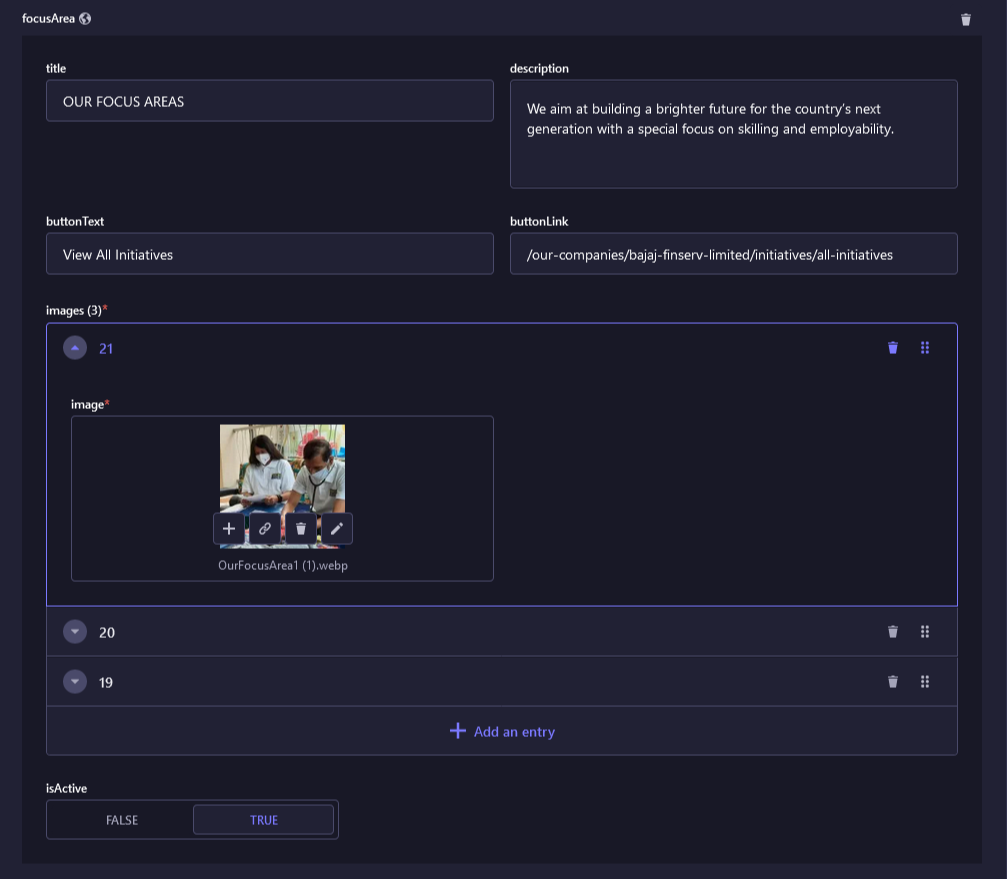 focusArea
title
description
OUR FOCUS AREAS
We aim at building a brighter future for the country's next
generation with a special focus on skilling and employability.
buttonText
buttonLink
View All Initiatives
/our-companies/bajaj-finserv-limited/initiatives/all-initiatives
images (3)*
21
image*
OurFocusArea1 (1).webp
20
19
Add an entry
isActive
FALSE
TRUE